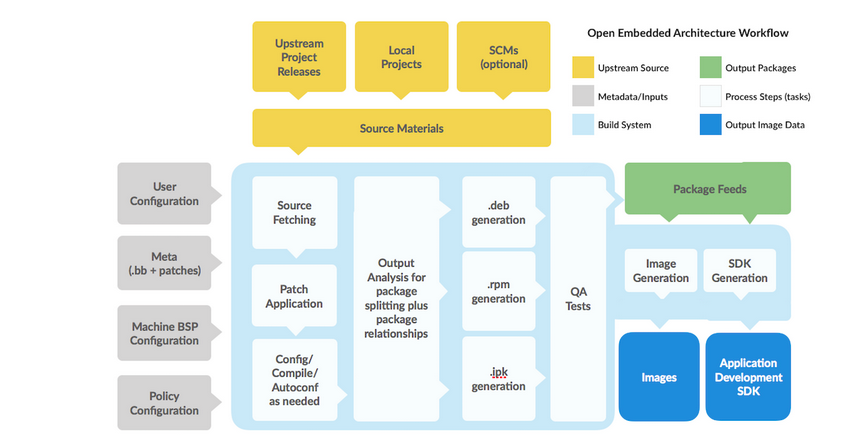 Open Embedded Architecture Workflow
Upstream Source
Output Packages
Metadata/Inputs
Process Steps (tasks)
Build System
Output Image Data
Upstream
Project
Releases
Local
Projects
SCMs
(optional)
Source Materials
User
Configuration
Meta
(.bb + patches)
Machine BSP
Configuration
Policy
Configuration
Source
Fetching
Patch
Application
Config/
Compile/
Autoconf
as needed
Output
Analysis for
package
splitting plus
package
relationships
.deb
generation
.rpm
generation
.ipk
generation
QA
Tests
Package Feeds
Image
Generation
SDK
Generation
Images
Application
Development
SDK